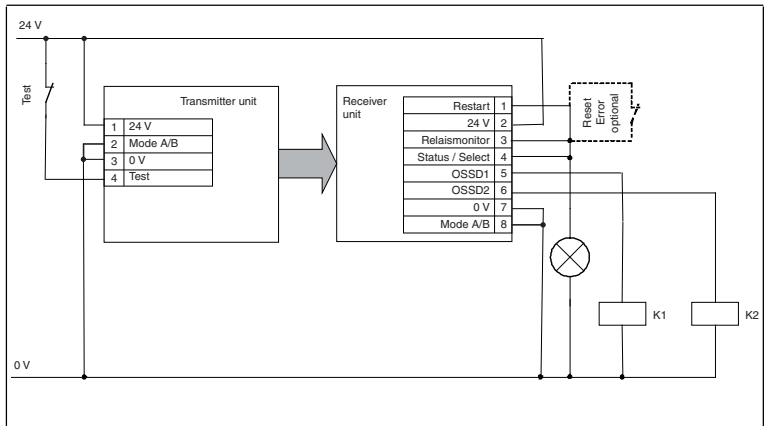 24 V
Test
Transmitter unit
1 24 V
2 Mode A/B
3 0 V
4 Test
Receiver
unit
Restart 1
24 V 2
Relaismonitor 3
Status / Select 4
OSSD1 5
OSSD2 6
0 V 7
Mode A/B 8
Reset
Error
optional
K1
K2
0 V